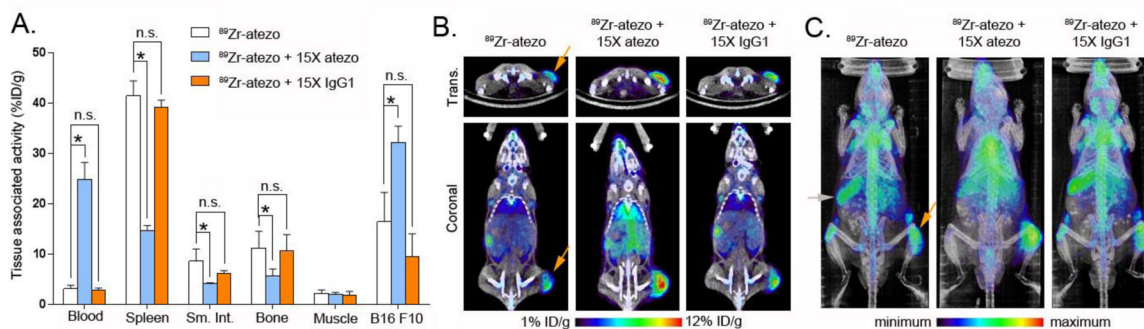 A.
Tissue associated activity (%ID/g)
50
40
30
20
10
0
⁸⁹Zr-atezo
⁸⁹Zr-atezo + 15X atezo
⁸⁹Zr-atezo + 15X IgG1
n.s.
*
n.s.
*
n.s.
*
n.s.
*
*
Blood Spleen Sm. Int. Bone Muscle B16 F10
B.
⁸⁹Zr-atezo
⁸⁹Zr-atezo +
15X atezo
⁸⁹Zr-atezo +
15X IgG1
Trans.
Coronal
1% ID/g 12% ID/g
C.
⁸⁹Zr-atezo
⁸⁹Zr-atezo +
15X atezo
⁸⁹Zr-atezo +
15X IgG1
minimum maximum